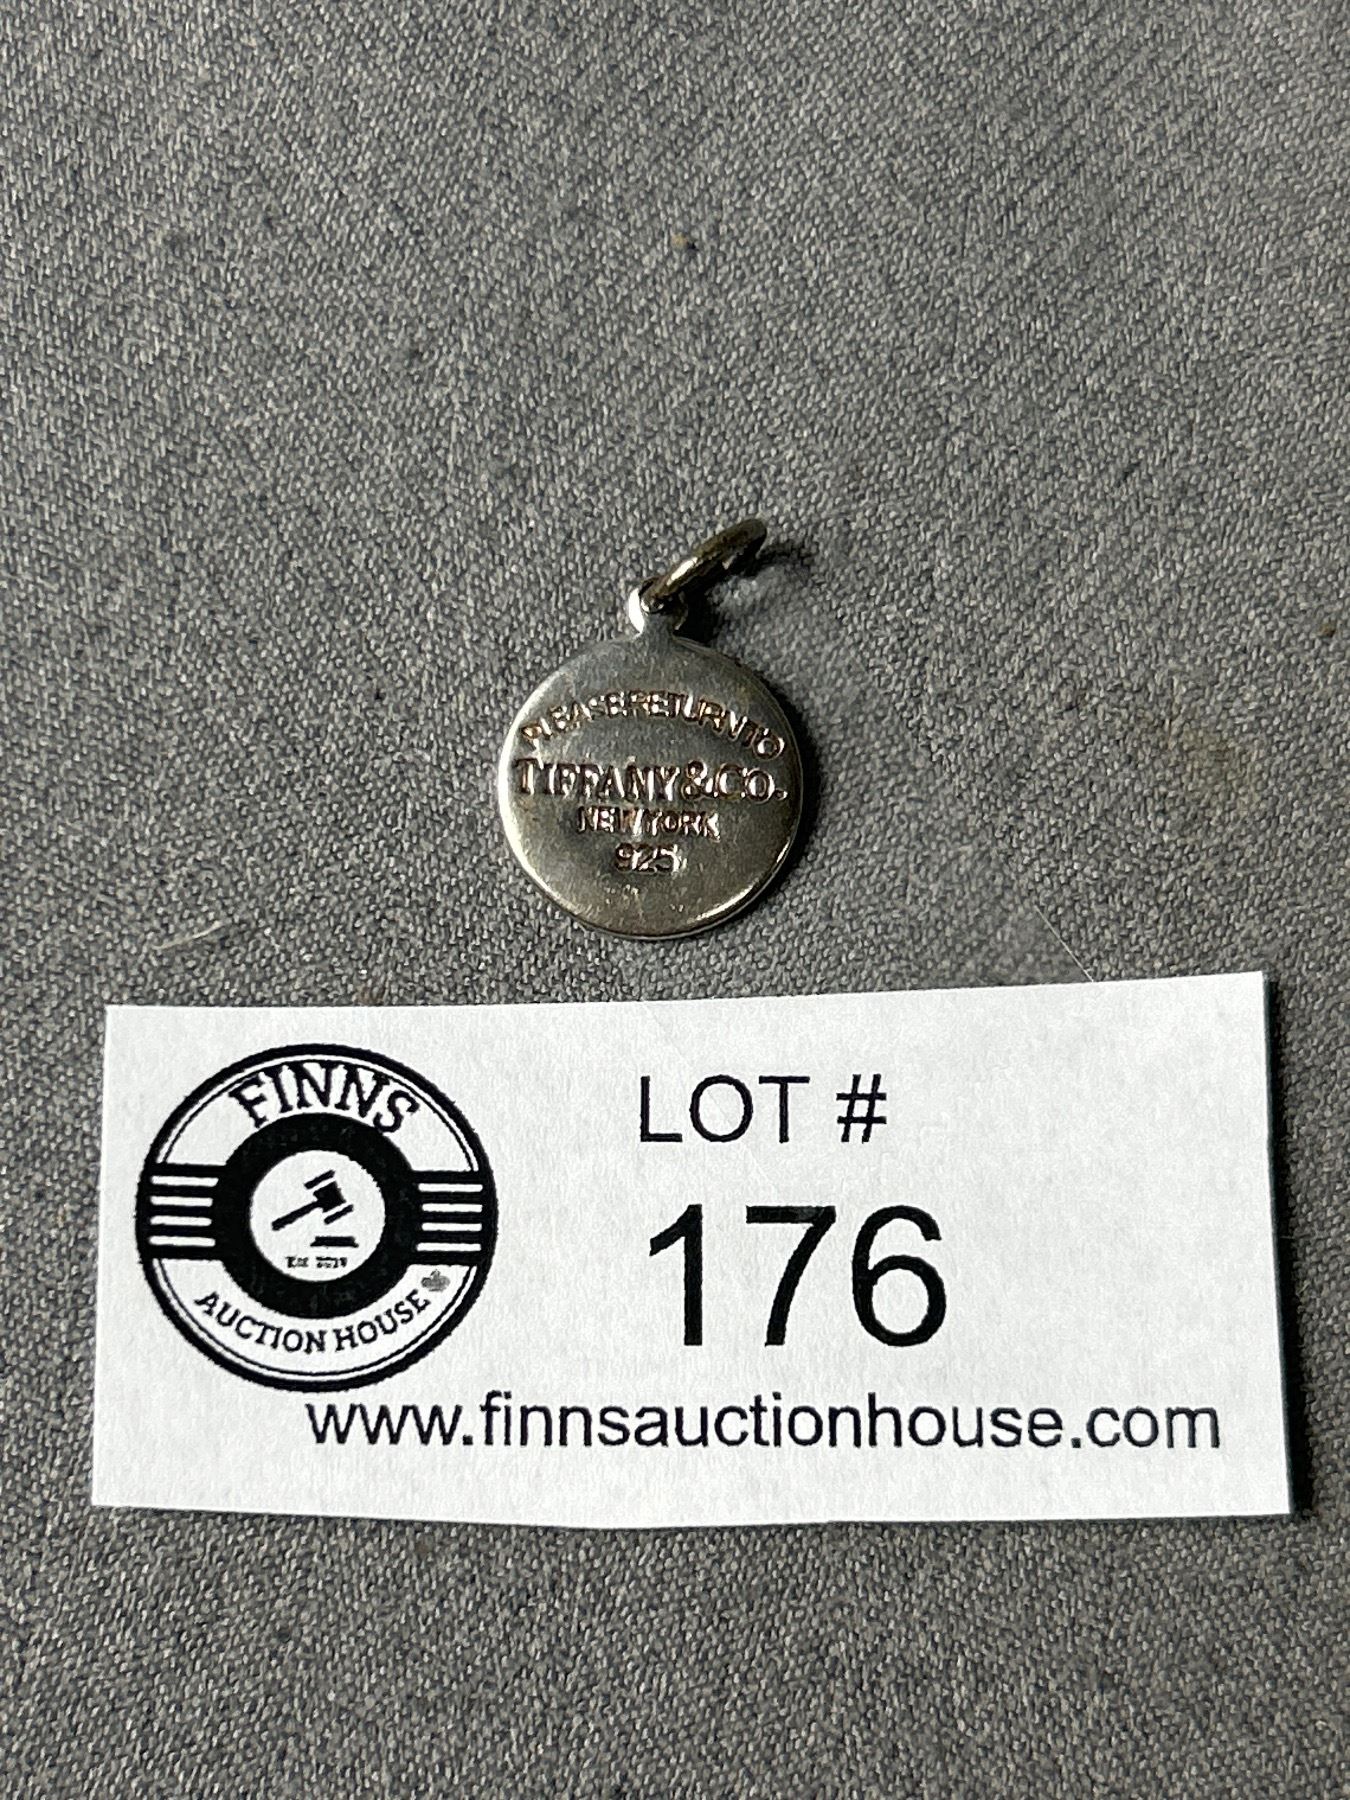 PLEASE RETURN TO
TIFFANY & CO.
NEW YORK
925
FINNS
AUCTION HOUSE
LOT #
176
www.finnsauctionhouse.com